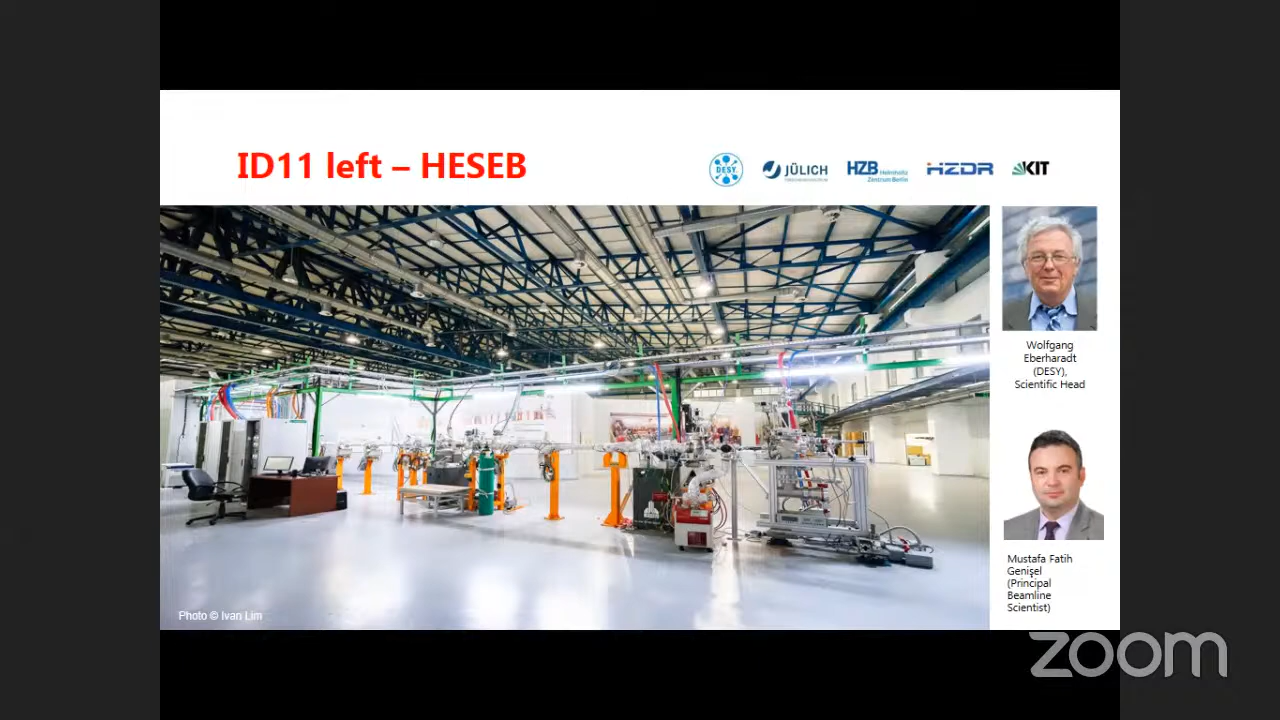 ID11 left – HESEB
DESY.
JÜLICH
HZB Helmholtz
Zentrum Berlin
HZDR
KIT
Wolfgang
Eberharadt
(DESY),
Scientific Head
Mustafa Fatih
Genişel
(Principal
Beamline
Scientist)
Photo © Ivan Lim
zoom